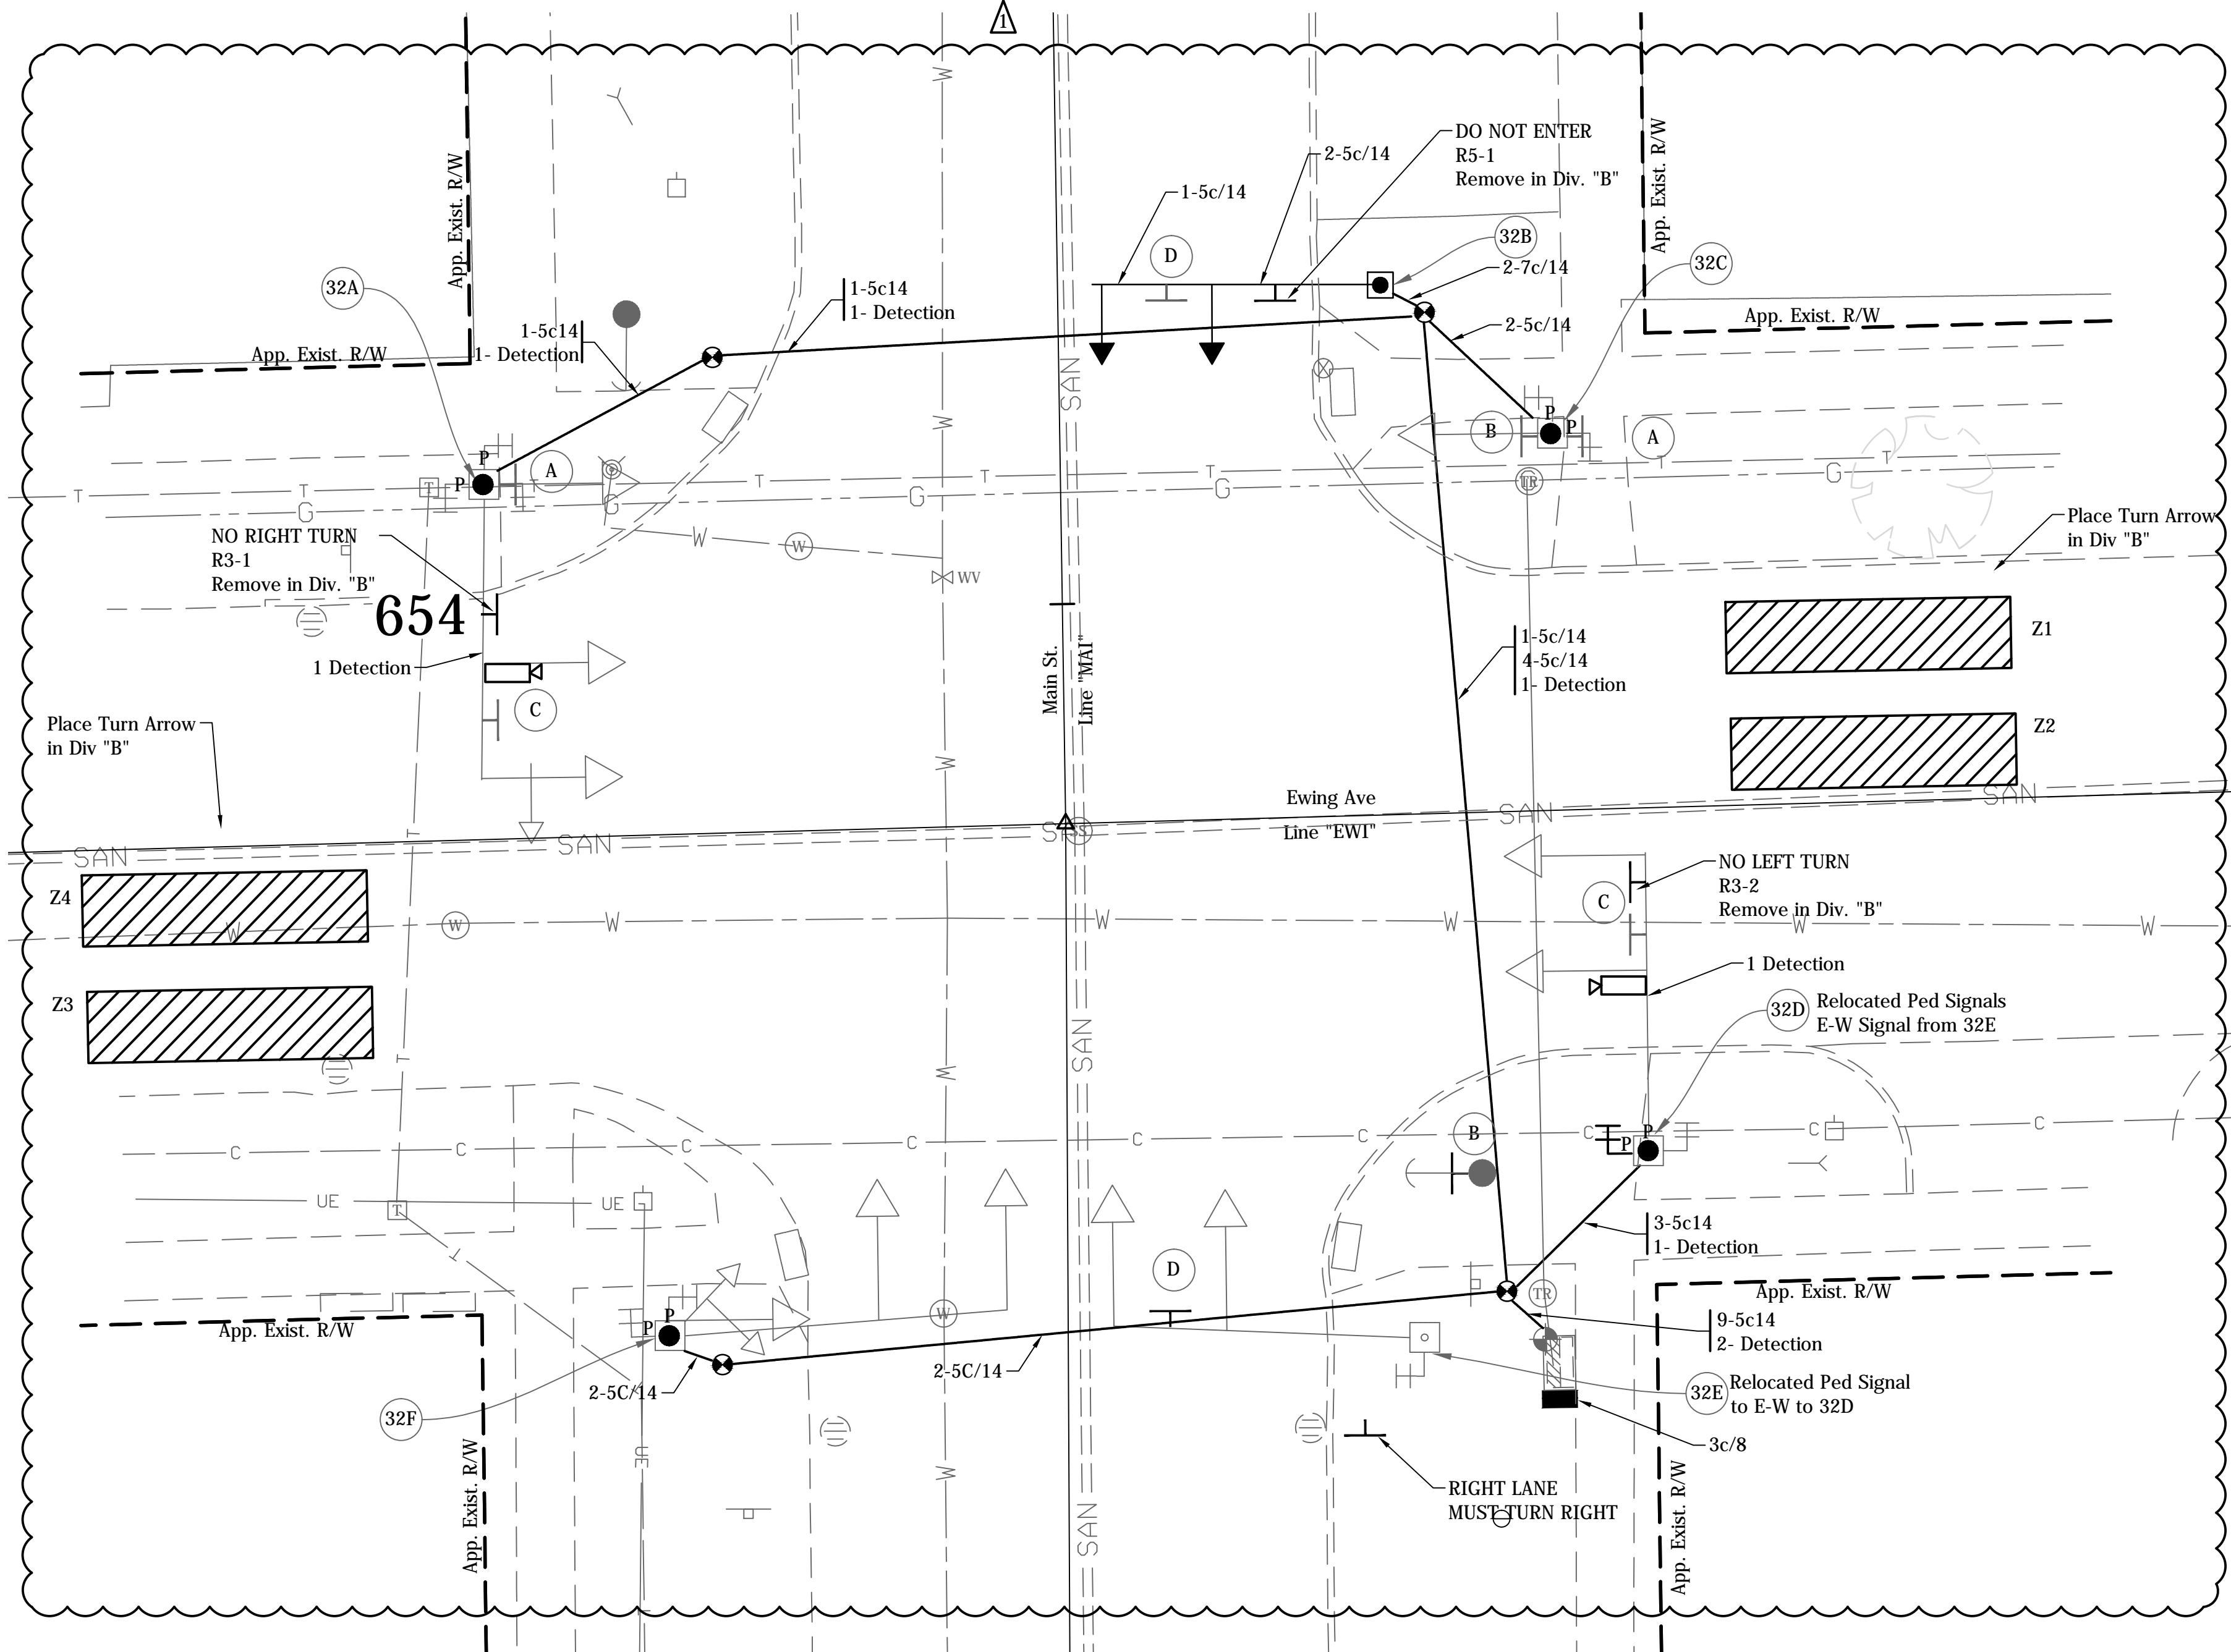 1
DO NOT ENTER
R5-1
Remove in Div. "B"
2-5c/14
1-5c/14
App. Exist. R/W
App. Exist. R/W
W
32B
D
32C
2-7c/14
32A
1-5c14
1- Detection
1-5c14
1- Detection
2-5c/14
App. Exist. R/W
App. Exist. R/W
SAN
W
P
P
P
B
A
P
A
T
T
T
T
T
T
T
T
T
G
G
G
G
G
TR
NO RIGHT TURN
R3-1
Remove in Div. "B"
W
W
WV
Place Turn Arrow
in Div "B"
654
Z1
1-5c/14
4-5c/14
1- Detection
1 Detection
Main St.
Line "MAI"
C
Place Turn Arrow
in Div "B"
Z2
W
Ewing Ave
Line "EWI"
SAN
SAN
SAN
SAN
SAN
SS
T
NO LEFT TURN
R3-2
Remove in Div. "B"
C
Z4
W
W
W
W
W
W
W
1 Detection
Z3
32D
Relocated Ped Signals
E-W Signal from 32E
SAN
T
W
B
P
P
C
C
C
C
C
C
C
C
C
UE
UE
T
T
3-5c14
1- Detection
D
TR
W
App. Exist. R/W
App. Exist. R/W
P
P
9-5c14
2- Detection
2-5C/14
2-5C/14
32E
Relocated Ped Signal
to E-W to 32D
32F
3c/8
UE
W
App. Exist. R/W
App. Exist. R/W
RIGHT LANE
MUST TURN RIGHT
SAN